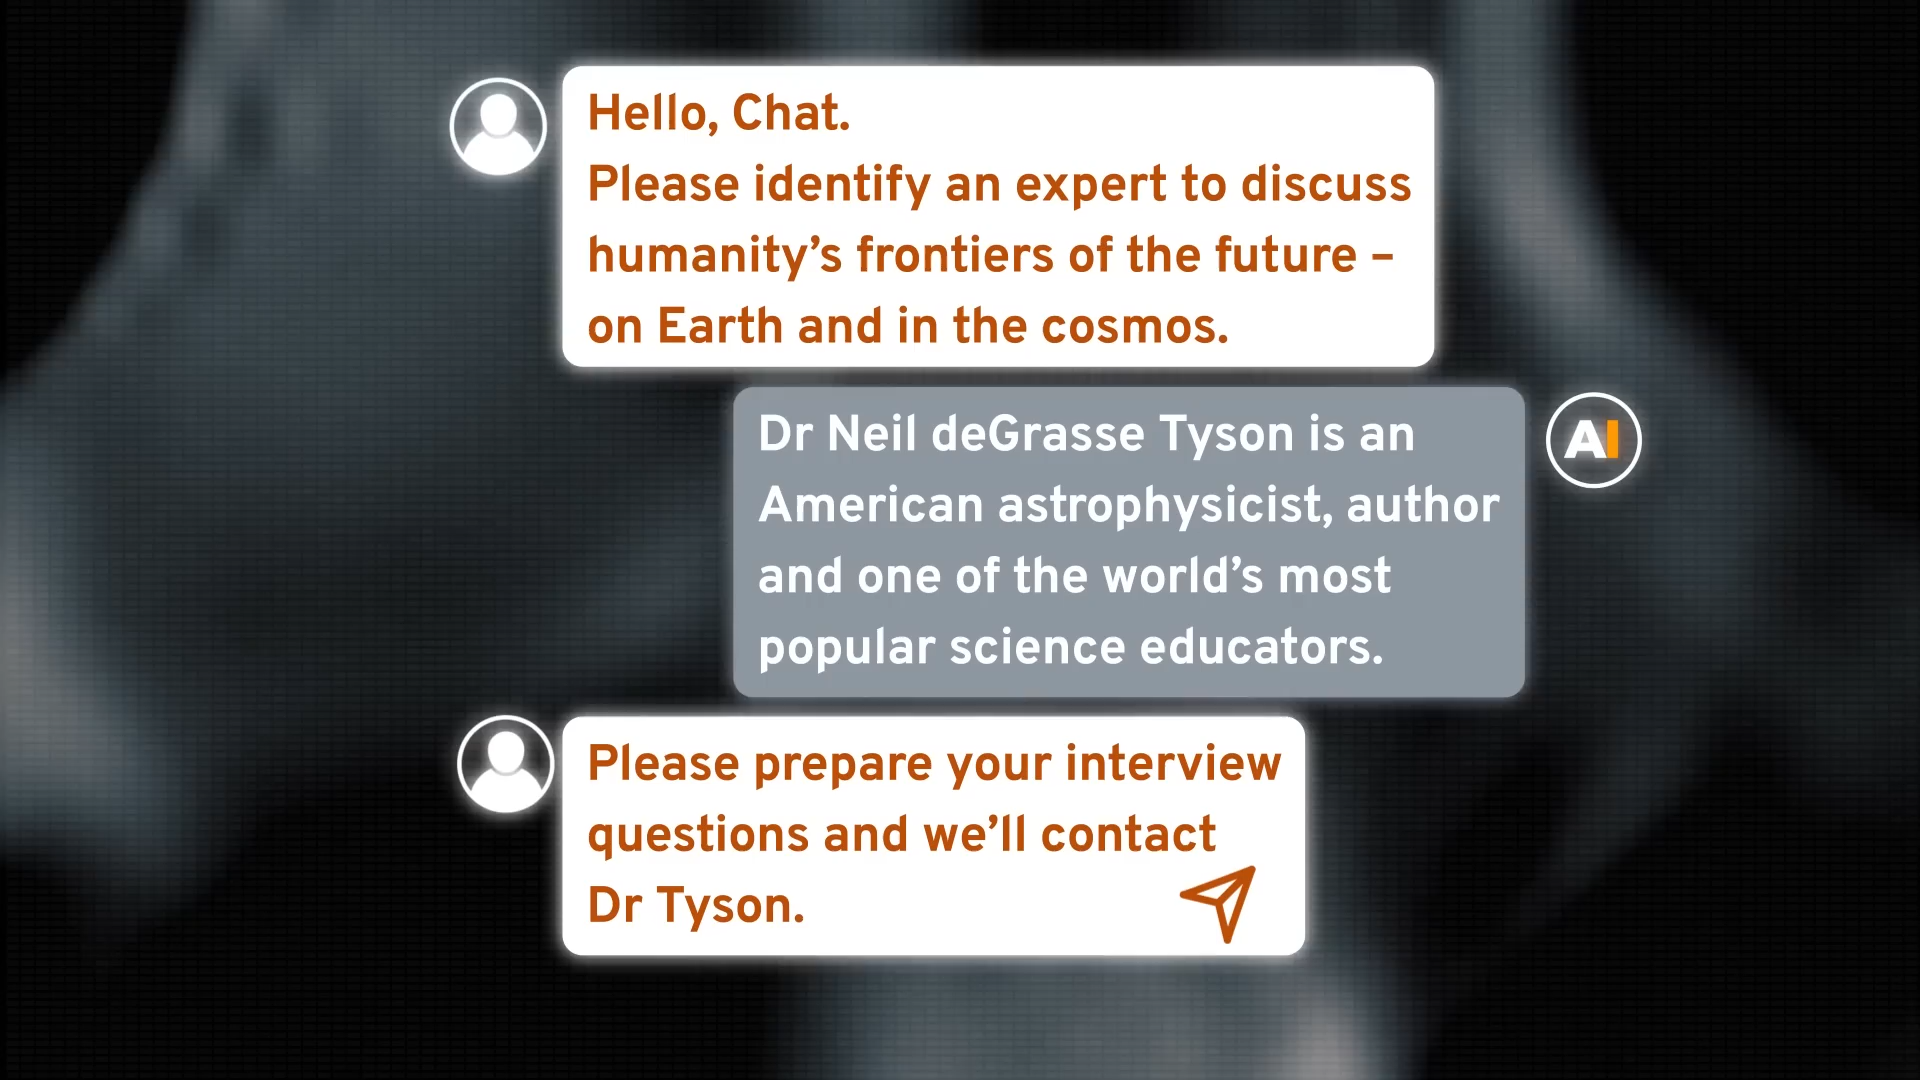 Hello, Chat.
Please identify an expert to discuss
humanity’s frontiers of the future –
on Earth and in the cosmos.
Dr Neil deGrasse Tyson is an
American astrophysicist, author
and one of the world’s most
popular science educators.
AI
Please prepare your interview
questions and we’ll contact
Dr Tyson.